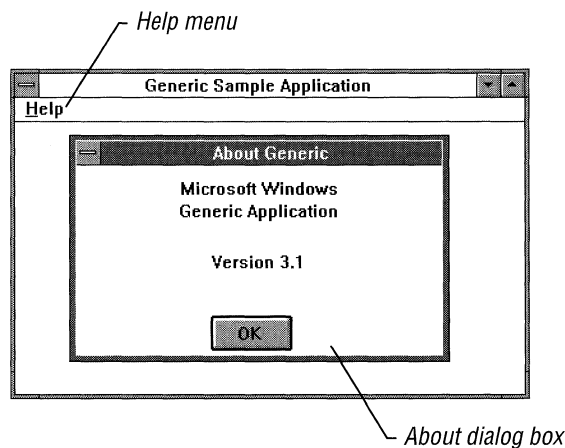 Help menu
Generic Sample Application
Help
About Generic
Microsoft Windows
Generic Application
Version 3.1
OK
About dialog box